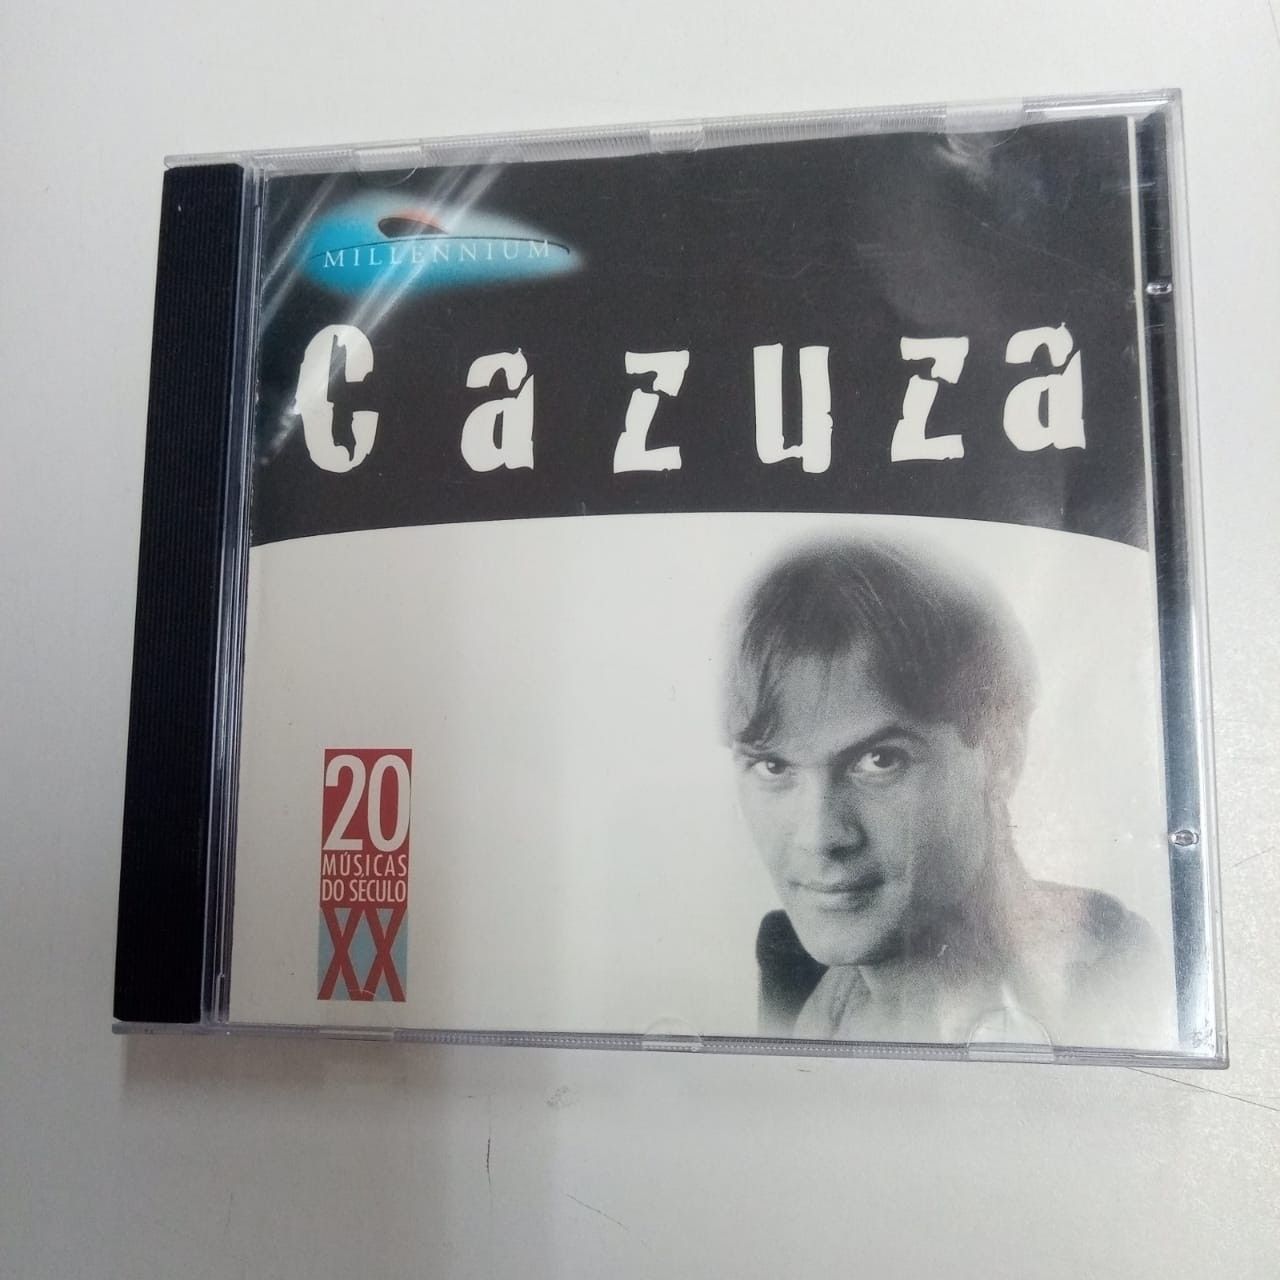 MILLENNIUM
Cazuza
20
MÚSICAS
DO SÉCULO
XX